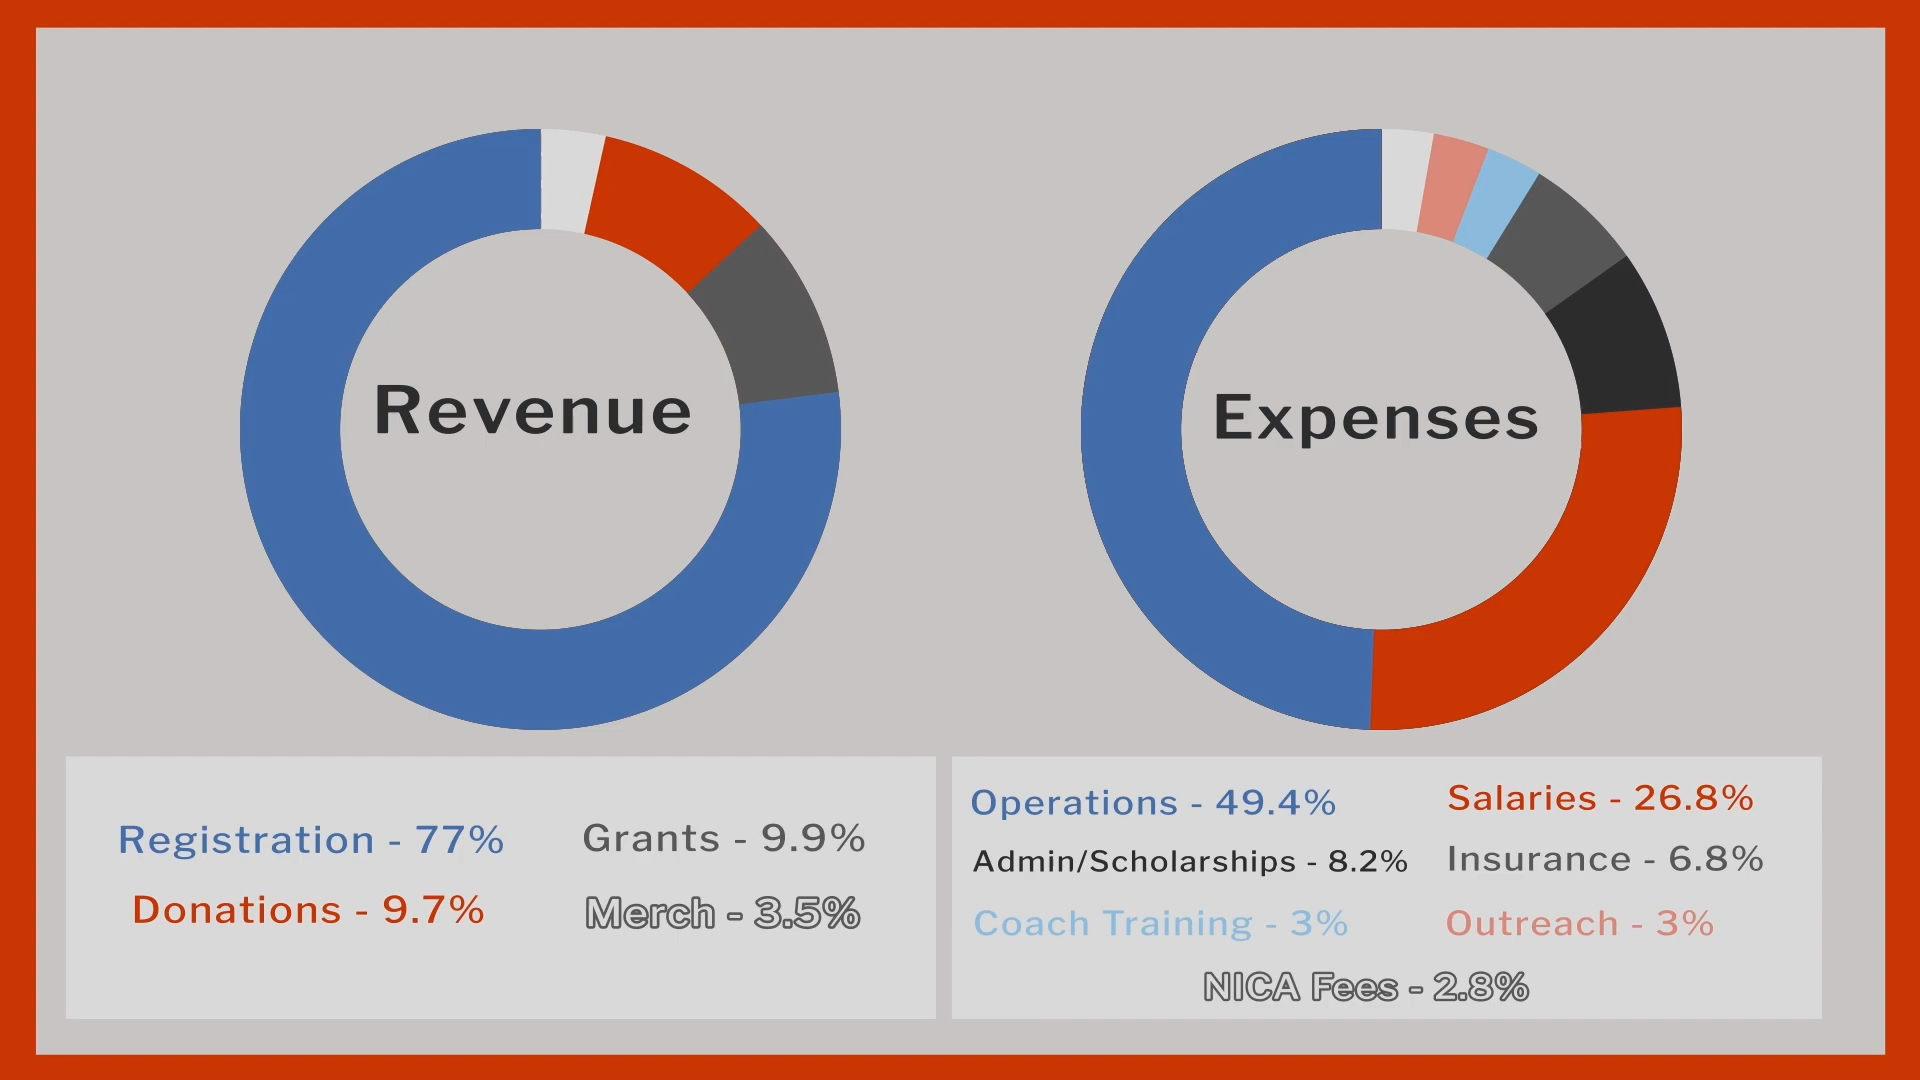 Revenue
Expenses
Registration - 77%
Grants - 9.9%
Donations - 9.7%
Merch - 3.5%
Operations - 49.4%
Salaries - 26.8%
Admin/Scholarships - 8.2%
Insurance - 6.8%
Coach Training - 3%
Outreach - 3%
NICA Fees - 2.8%